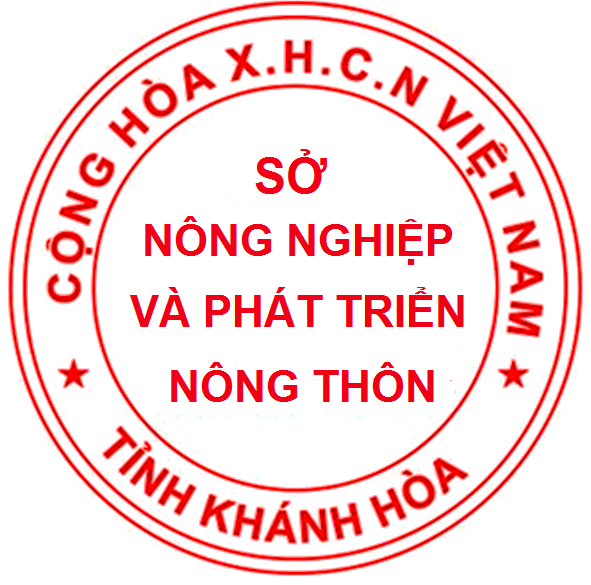 CỘNG HÒA X.H.C.N VIỆT NAM
SỞ
NÔNG NGHIỆP
VÀ PHÁT TRIỂN
NÔNG THÔN
TỈNH KHÁNH HÒA